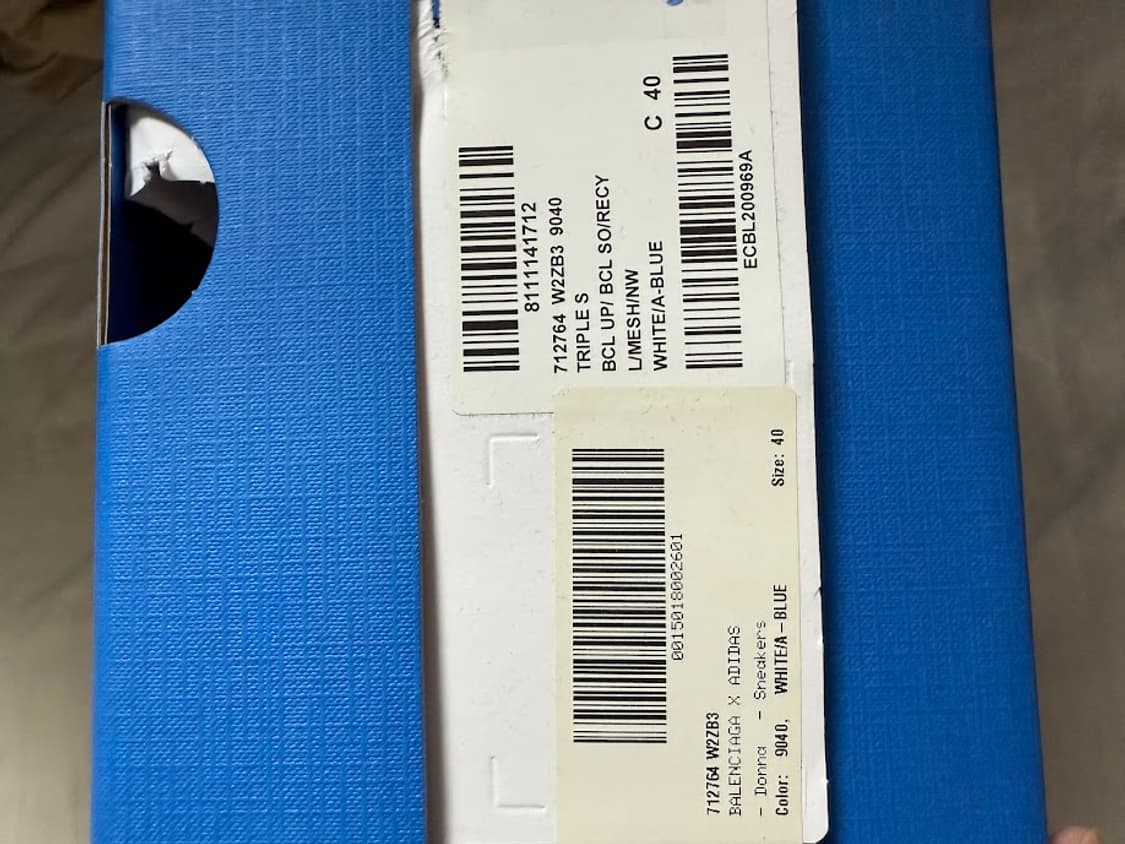 8111141712
712764 W2ZB3 9040
TRIPLE S
BCL UP/ BCL SO/RECY
L/MESH/NW
WHITE/A-BLUE C 40
ECBL200969A
0015018002601
712764 W2ZB3
BALENCIAGA X ADIDAS
- Donna - Sneakers
Color: 9040, WHITE/A-BLUE Size: 40